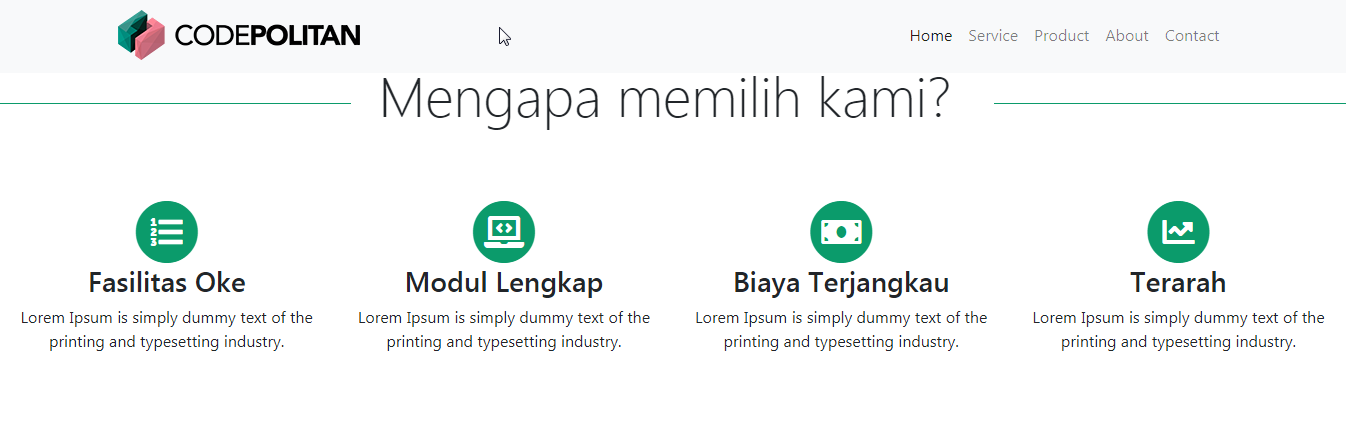 CODEPOLITAN
Home Service Product About Contact
Mengapa memilih kami?
1
2
3
Fasilitas Oke
Lorem Ipsum is simply dummy text of the
printing and typesetting industry.
Modul Lengkap
Lorem Ipsum is simply dummy text of the
printing and typesetting industry.
Biaya Terjangkau
Lorem Ipsum is simply dummy text of the
printing and typesetting industry.
Terarah
Lorem Ipsum is simply dummy text of the
printing and typesetting industry.